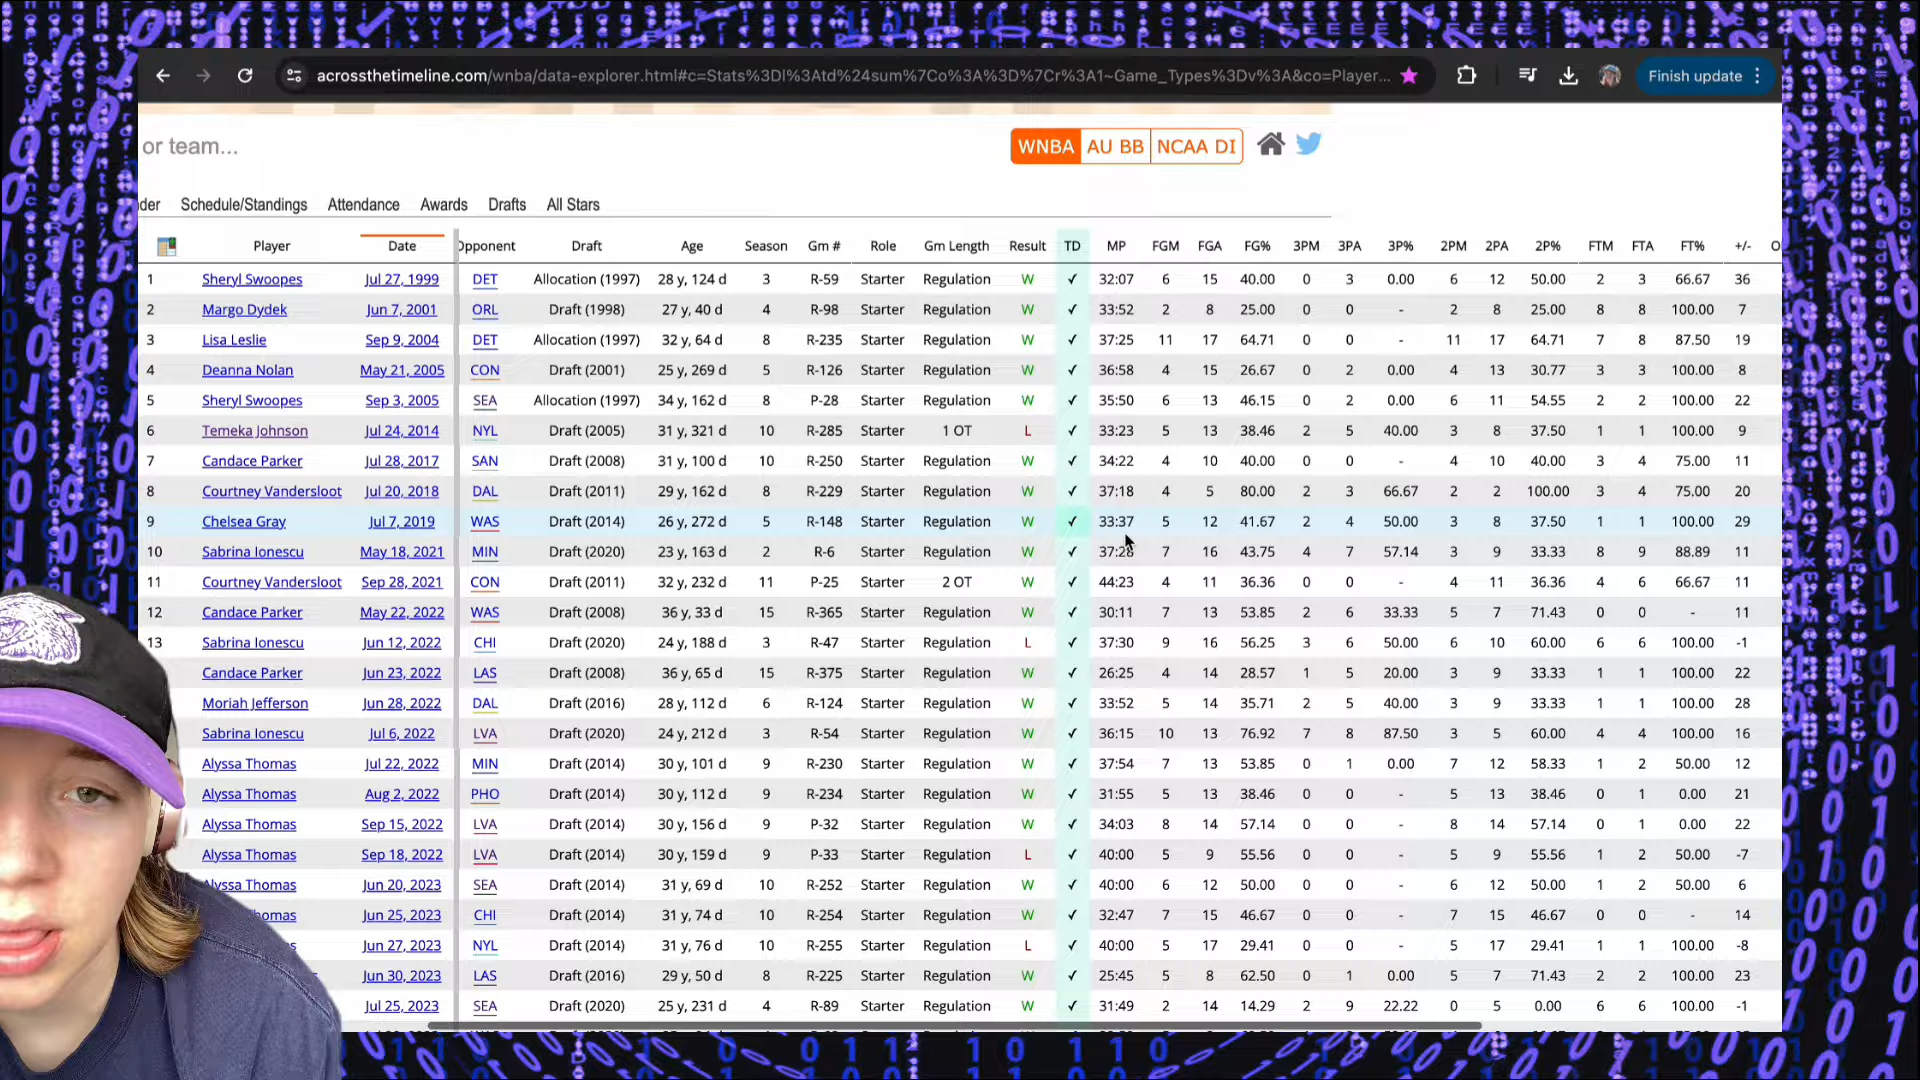 acrossthetimeline.com/wnba/data-explorer.html#c=Stats%3Dl%3Atd%24sum%7Co%3A%3D%7Cr%3A1~Game_Types%3Dv%3A&co=Player...
Finish update
or team...
WNBA AU BB NCAA DI
der Schedule/Standings Attendance Awards Drafts All Stars
Player Date Opponent Draft Age Season Gm # Role Gm Length Result TD MP FGM FGA FG% 3PM 3PA 3P% 2PM 2PA 2P% FTM FTA FT% +/- O
1 Sheryl Swoopes Jul 27, 1999 DET Allocation (1997) 28 y, 124 d 3 R-59 Starter Regulation W ✓ 32:07 6 15 40.00 0 3 0.00 6 12 50.00 2 3 66.67 36
2 Margo Dydek Jun 7, 2001 ORL Draft (1998) 27 y, 40 d 4 R-98 Starter Regulation W ✓ 33:52 2 8 25.00 0 0 - 2 8 25.00 8 8 100.00 7
3 Lisa Leslie Sep 9, 2004 DET Allocation (1997) 32 y, 64 d 8 R-235 Starter Regulation W ✓ 37:25 11 17 64.71 0 0 - 11 17 64.71 7 8 87.50 19
4 Deanna Nolan May 21, 2005 CON Draft (2001) 25 y, 269 d 5 R-126 Starter Regulation W ✓ 36:58 4 15 26.67 0 2 0.00 4 13 30.77 3 3 100.00 8
5 Sheryl Swoopes Sep 3, 2005 SEA Allocation (1997) 34 y, 162 d 8 P-28 Starter Regulation W ✓ 35:50 6 13 46.15 0 2 0.00 6 11 54.55 2 2 100.00 22
6 Temeka Johnson Jul 24, 2014 NYL Draft (2005) 31 y, 321 d 10 R-285 Starter 1 OT L ✓ 33:23 5 13 38.46 2 5 40.00 3 8 37.50 1 1 100.00 9
7 Candace Parker Jul 28, 2017 SAN Draft (2008) 31 y, 100 d 10 R-250 Starter Regulation W ✓ 34:22 4 10 40.00 0 0 - 4 10 40.00 3 4 75.00 11
8 Courtney Vandersloot Jul 20, 2018 DAL Draft (2011) 29 y, 162 d 8 R-229 Starter Regulation W ✓ 37:18 4 5 80.00 2 3 66.67 2 2 100.00 3 4 75.00 20
9 Chelsea Gray Jul 7, 2019 WAS Draft (2014) 26 y, 272 d 5 R-148 Starter Regulation W ✓ 33:37 5 12 41.67 2 4 50.00 3 8 37.50 1 1 100.00 29
10 Sabrina Ionescu May 18, 2021 MIN Draft (2020) 23 y, 163 d 2 R-6 Starter Regulation W ✓ 7 16 43.75 4 7 57.14 3 9 33.33 8 9 88.89 11
11 Courtney Vandersloot Sep 28, 2021 CON Draft (2011) 32 y, 232 d 11 P-25 Starter 2 OT W ✓ 44:23 4 11 36.36 0 0 - 4 11 36.36 4 6 66.67 11
12 Candace Parker May 22, 2022 WAS Draft (2008) 36 y, 33 d 15 R-365 Starter Regulation W ✓ 30:11 7 13 53.85 2 6 33.33 5 7 71.43 0 0 - 11
13 Sabrina Ionescu Jun 12, 2022 CHI Draft (2020) 24 y, 188 d 3 R-47 Starter Regulation L ✓ 37:30 9 16 56.25 3 6 50.00 6 10 60.00 6 6 100.00 -1
Candace Parker Jun 23, 2022 LAS Draft (2008) 36 y, 65 d 15 R-375 Starter Regulation W ✓ 26:25 4 14 28.57 1 5 20.00 3 9 33.33 1 1 100.00 22
Moriah Jefferson Jun 28, 2022 DAL Draft (2016) 28 y, 112 d 6 R-124 Starter Regulation W ✓ 33:52 5 14 35.71 2 5 40.00 3 9 33.33 1 1 100.00 28
Sabrina Ionescu Jul 6, 2022 LVA Draft (2020) 24 y, 212 d 3 R-54 Starter Regulation W ✓ 36:15 10 13 76.92 7 8 87.50 3 5 60.00 4 4 100.00 16
Alyssa Thomas Jul 22, 2022 MIN Draft (2014) 30 y, 101 d 9 R-230 Starter Regulation W ✓ 37:54 7 13 53.85 0 1 0.00 7 12 58.33 1 2 50.00 12
Alyssa Thomas Aug 2, 2022 PHO Draft (2014) 30 y, 112 d 9 R-234 Starter Regulation W ✓ 31:55 5 13 38.46 0 0 - 5 13 38.46 0 1 0.00 21
Alyssa Thomas Sep 15, 2022 LVA Draft (2014) 30 y, 156 d 9 P-32 Starter Regulation W ✓ 34:03 8 14 57.14 0 0 - 8 14 57.14 0 1 0.00 22
Alyssa Thomas Sep 18, 2022 LVA Draft (2014) 30 y, 159 d 9 P-33 Starter Regulation L ✓ 40:00 5 9 55.56 0 0 - 5 9 55.56 1 2 50.00 -7
lyssa Thomas Jun 20, 2023 SEA Draft (2014) 31 y, 69 d 10 R-252 Starter Regulation W ✓ 40:00 6 12 50.00 0 0 - 6 12 50.00 1 2 50.00 6
homas Jun 25, 2023 CHI Draft (2014) 31 y, 74 d 10 R-254 Starter Regulation W ✓ 32:47 7 15 46.67 0 0 - 7 15 46.67 0 0 - 14
s Jun 27, 2023 NYL Draft (2014) 31 y, 76 d 10 R-255 Starter Regulation L ✓ 40:00 5 17 29.41 0 0 - 5 17 29.41 1 1 100.00 -8
Jun 30, 2023 LAS Draft (2016) 29 y, 50 d 8 R-225 Starter Regulation W ✓ 25:45 5 8 62.50 0 1 0.00 5 7 71.43 2 2 100.00 23
Jul 25, 2023 SEA Draft (2020) 25 y, 231 d 4 R-89 Starter Regulation W ✓ 31:49 2 14 14.29 2 9 22.22 0 5 0.00 6 6 100.00 -1